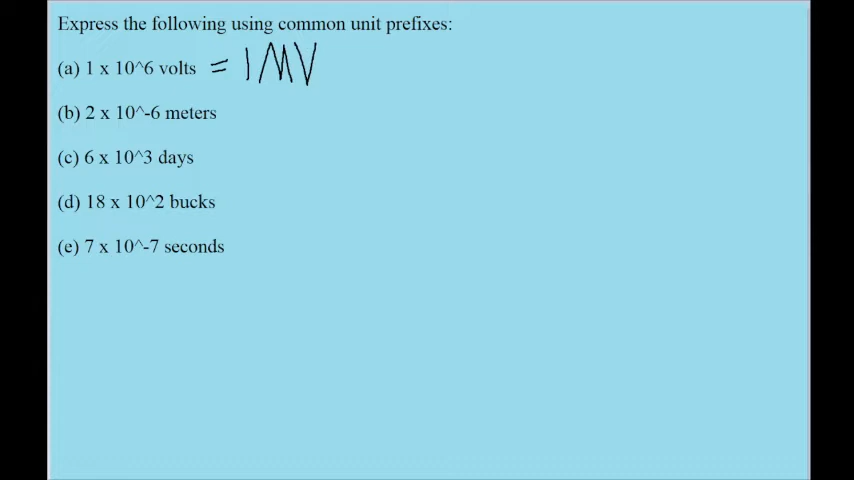 Express the following using common unit prefixes:
(a) 1 x 10^6 volts = 1 MV
(b) 2 x 10^-6 meters
(c) 6 x 10^3 days
(d) 18 x 10^2 bucks
(e) 7 x 10^-7 seconds